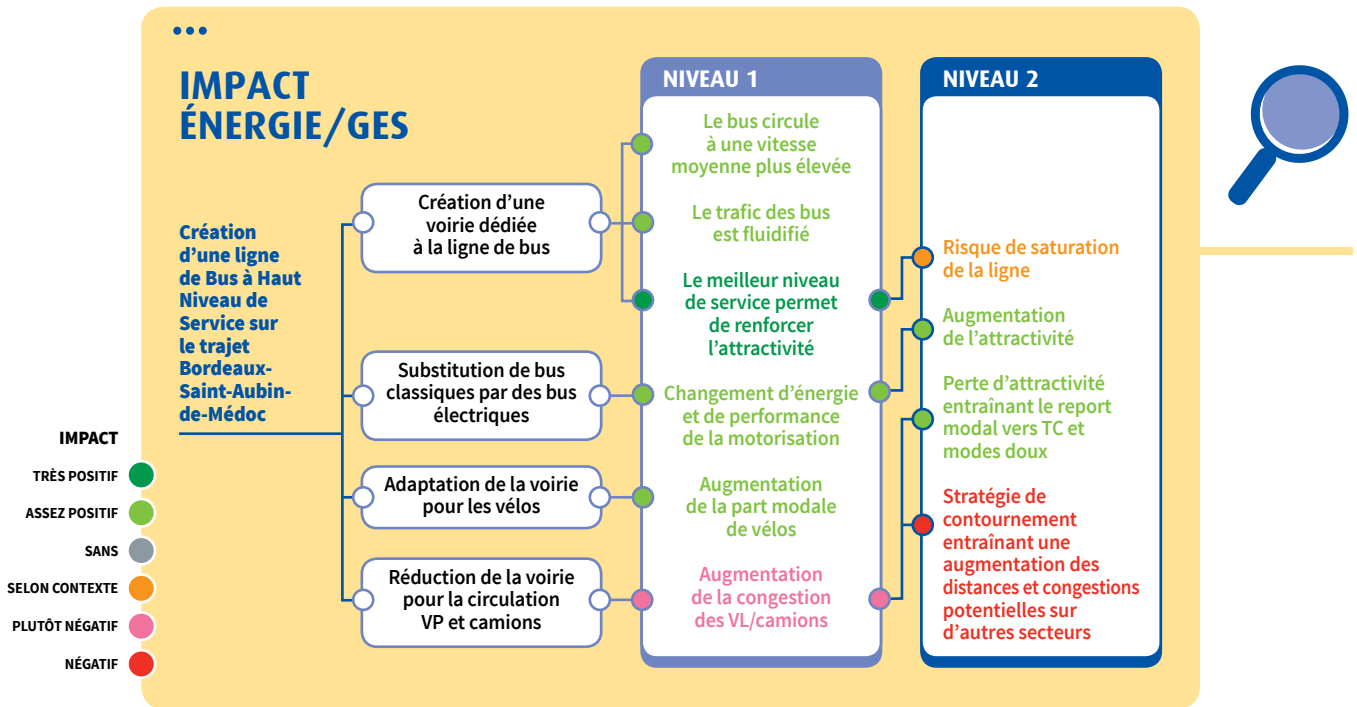 •••
IMPACT
ÉNERGIE/GES
Création
d'une ligne
de Bus à Haut
Niveau de
Service sur
le trajet
Bordeaux-
Saint-Aubin-
de-Médoc
Création d'une
voirie dédiée
à la ligne de bus
Substitution de bus
classiques par des bus
électriques
Adaptation de la voirie
pour les vélos
Réduction de la voirie
pour la circulation
VP et camions
NIVEAU 1
Le bus circule
à une vitesse
moyenne plus élevée
Le trafic des bus
est fluidifié
Le meilleur niveau
de service permet
de renforcer
l'attractivité
Changement d'énergie
et de performance
de la motorisation
Augmentation
de la part modale
de vélos
Augmentation
de la congestion
des VL/camions
NIVEAU 2
Risque de saturation
de la ligne
Augmentation
de l'attractivité
Perte d'attractivité
entraînant le report
modal vers TC et
modes doux
Stratégie de
contournement
entraînant une
augmentation des
distances et congestions
potentielles sur
d'autres secteurs
IMPACT
TRÈS POSITIF
ASSEZ POSITIF
SANS
SELON CONTEXTE
PLUTÔT NÉGATIF
NÉGATIF